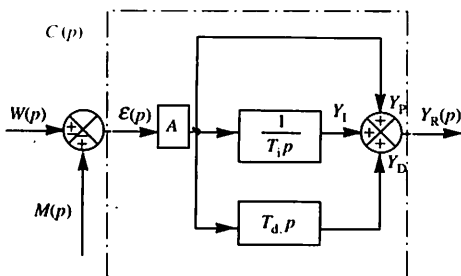 C(p)
W(p)
+
−
+
ε(p)
A
1
T_i p
Y_I
Y_P
+
+
+
Y_R(p)
Y_D
M(p)
T_d. p